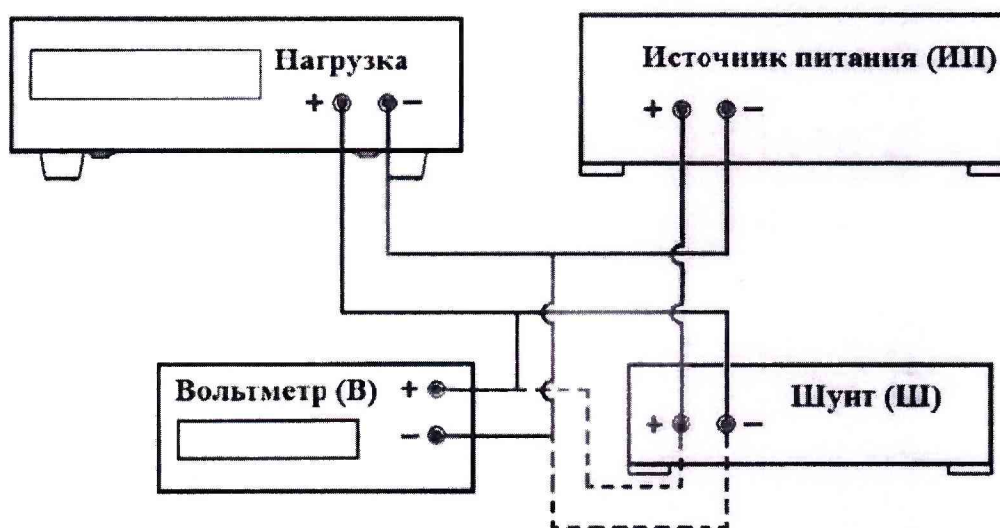 Нагрузка
+ −
Источник питания (ИП)
+ −
Вольтметр (В)
+
−
Шунт (Ш)
+ −